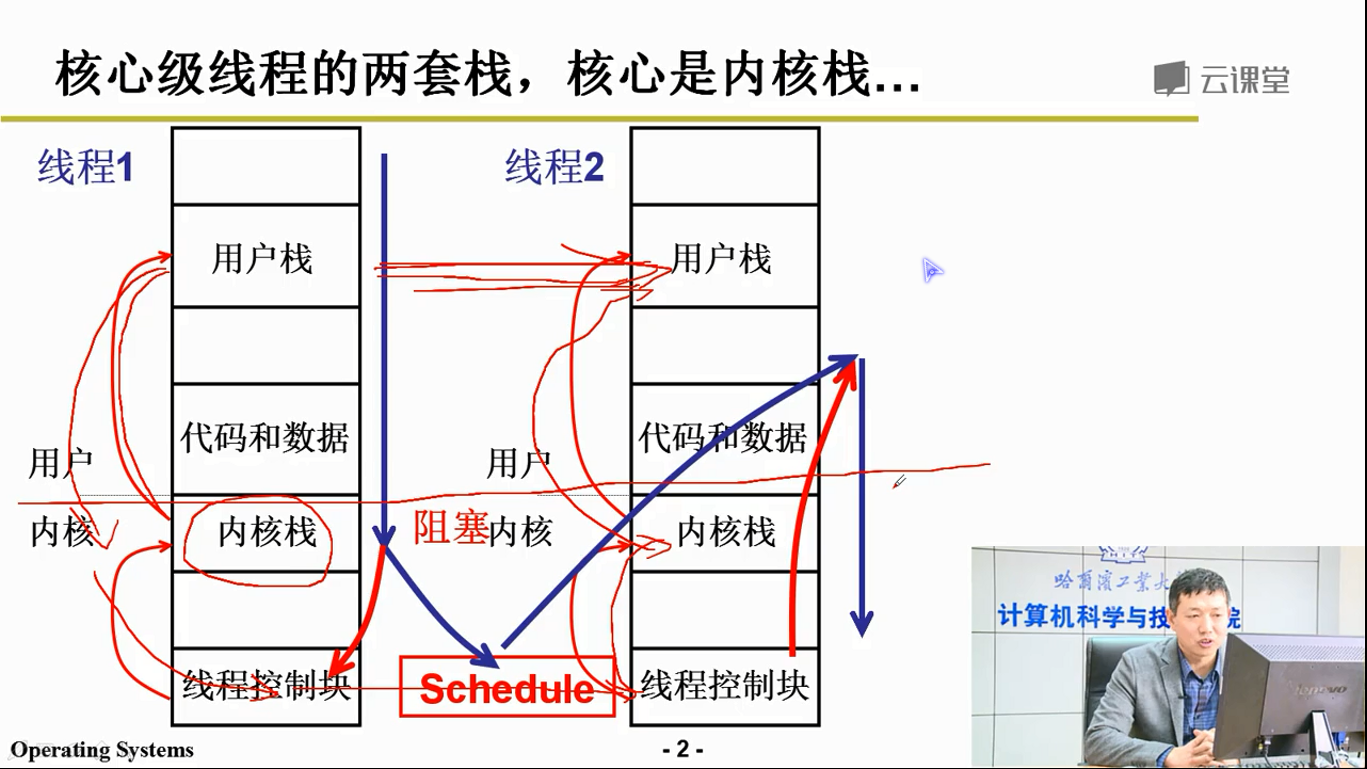 核心级线程的两套栈，核心是内核栈...
云课堂
线程1
线程2
用户栈
用户栈
代码和数据
代码和数据
用户
用户
内核
内核栈
阻塞
内核
内核栈
线程控制块
Schedule
线程控制块
哈尔滨工业大
计算机科学与技
院
lenovo
Operating Systems
- 2 -